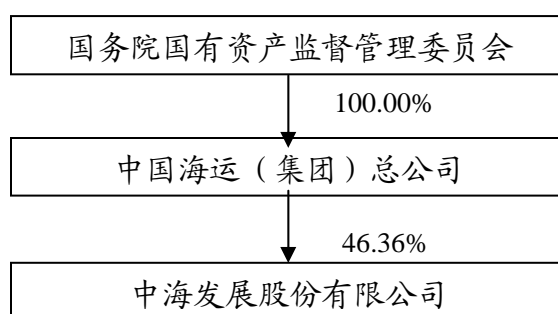 国务院国有资产监督管理委员会
100.00%
中国海运（集团）总公司
46.36%
中海发展股份有限公司